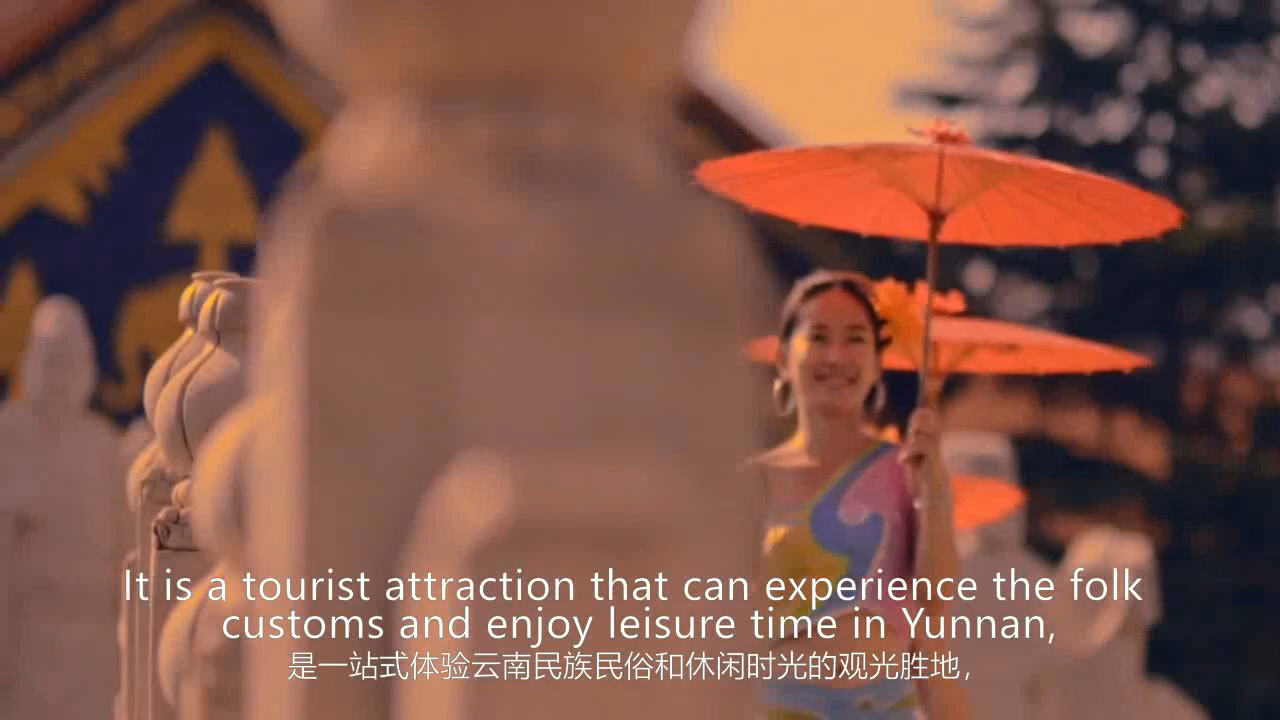 It is a tourist attraction that can experience the folk
customs and enjoy leisure time in Yunnan,
是一站式体验云南民族民俗和休闲时光的观光胜地，